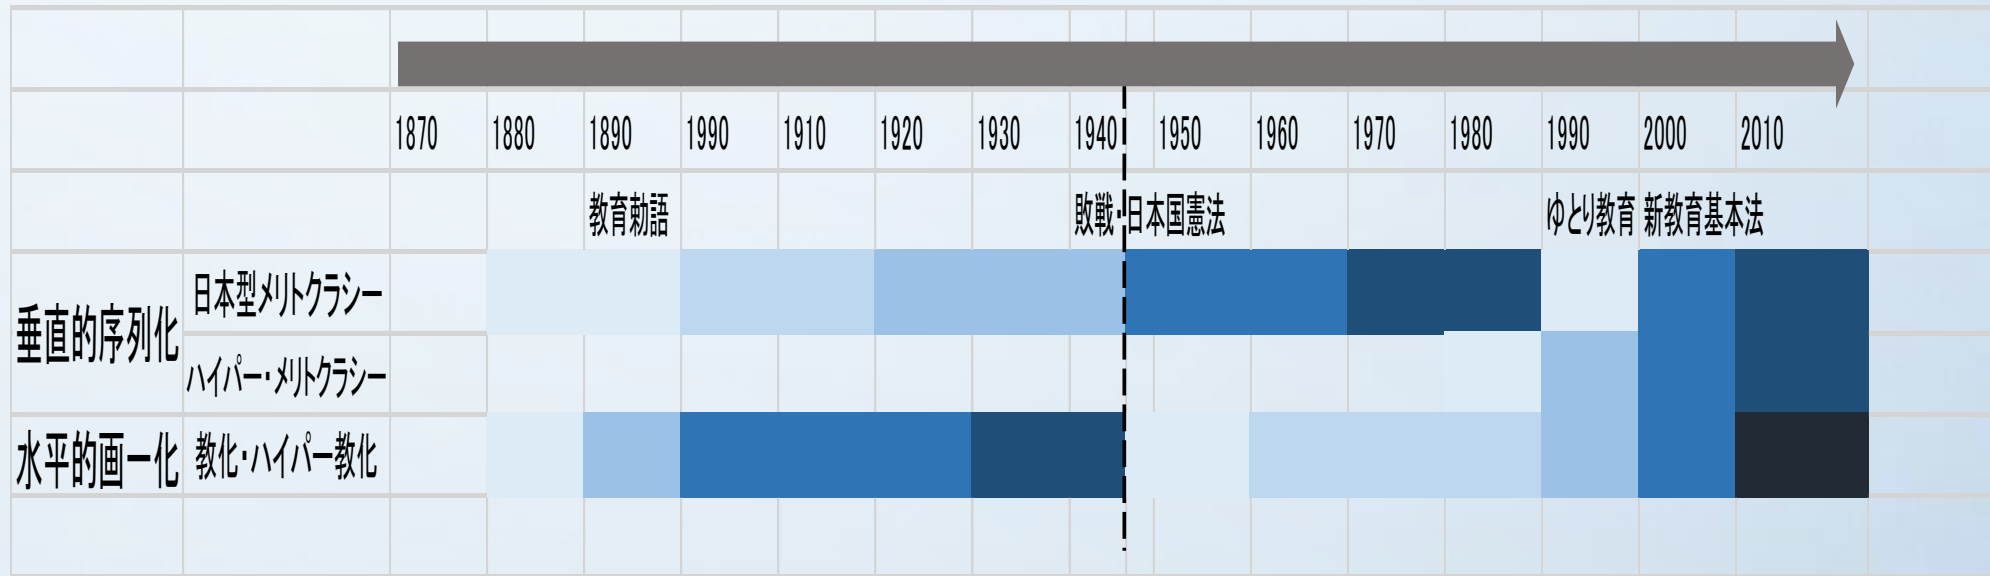 1870 1880 1890 1990 1910 1920 1930 1940 1950 1960 1970 1980 1990 2000 2010
教育勅語 敗戦・日本国憲法 ゆとり教育 新教育基本法
垂直的序列化
日本型メリトクラシー
ハイパー・メリトクラシー
水平的画一化 教化・ハイパー教化